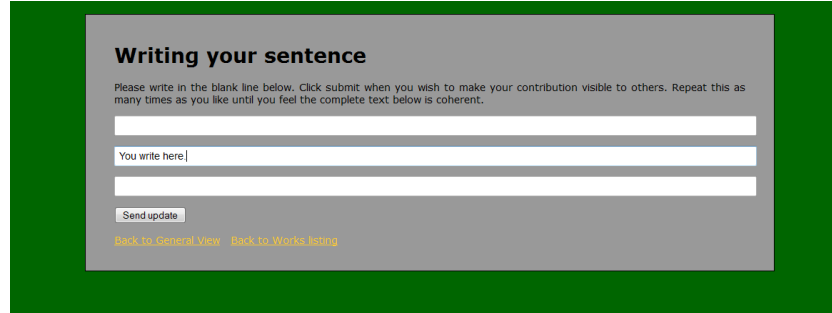 Writing your sentence
Please write in the blank line below. Click submit when you wish to make your contribution visible to others. Repeat this as
many times as you like until you feel the complete text below is coherent.
You write here.
Send update
Back to General View Back to Works listing